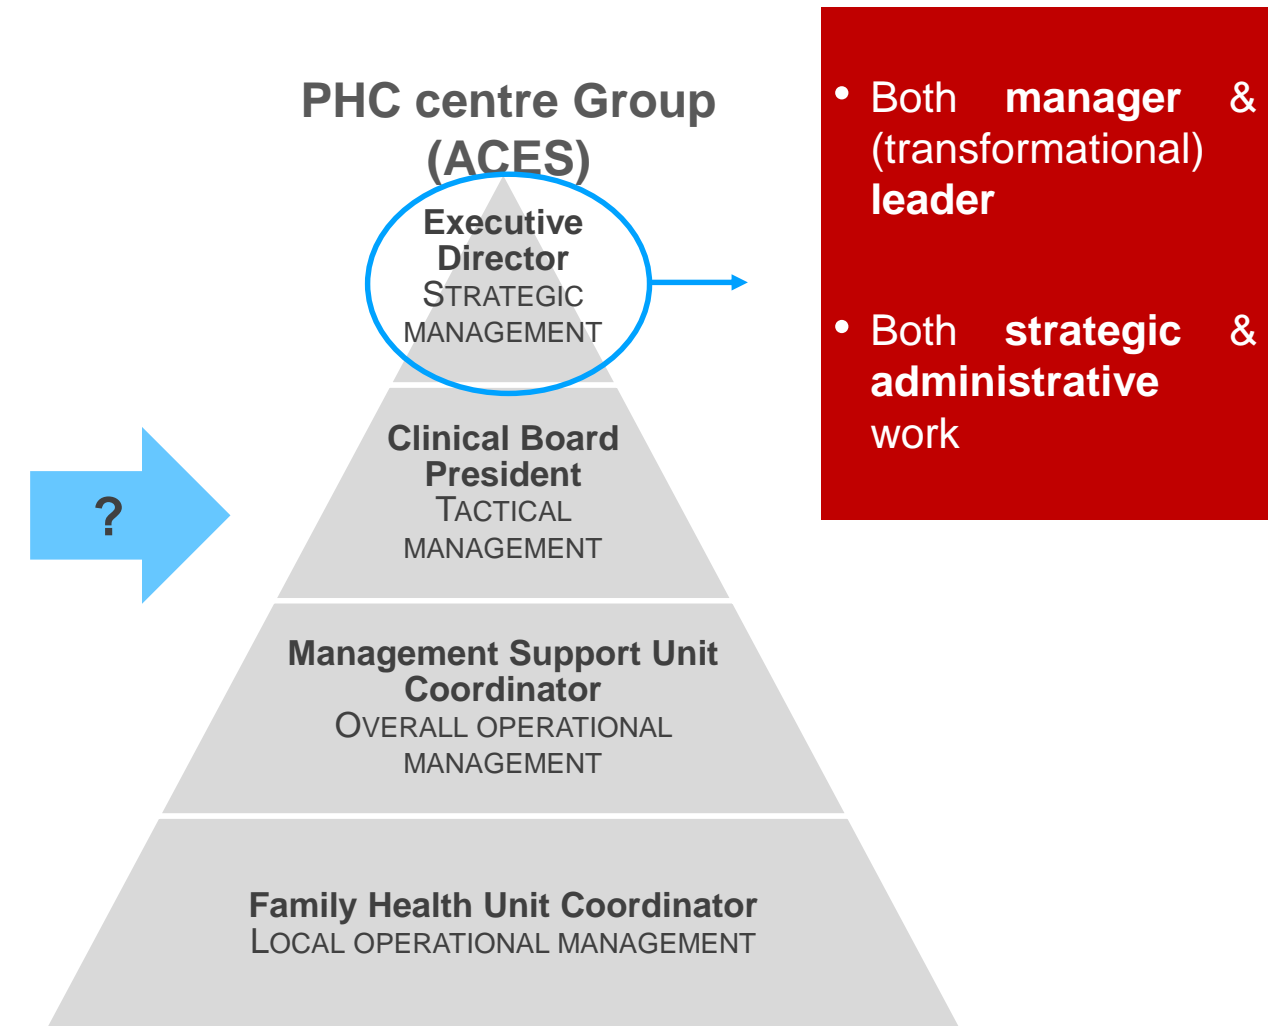 PHC centre Group
(ACES)
Executive
Director
STRATEGIC
MANAGEMENT
Clinical Board
President
TACTICAL
MANAGEMENT
?
Management Support Unit
Coordinator
OVERALL OPERATIONAL
MANAGEMENT
Family Health Unit Coordinator
LOCAL OPERATIONAL MANAGEMENT
• Both manager &
(transformational)
leader
• Both strategic &
administrative
work